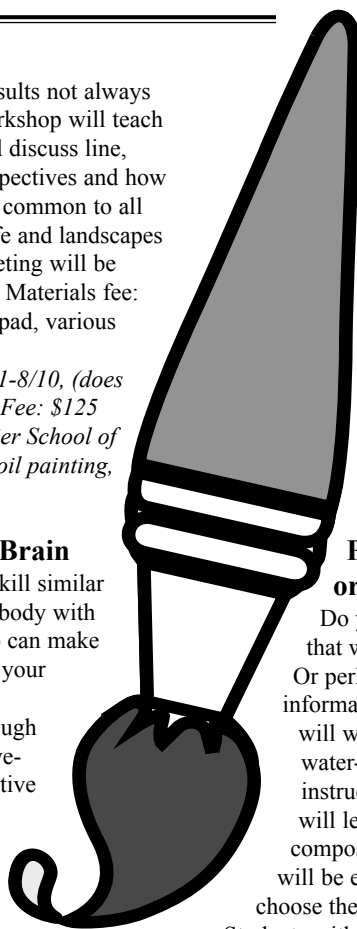 sults not always
rkshop will teach
l discuss line,
spectives and how
common to all
fe and landscapes
eting will be
Materials fee:
pad, various
1-8/10, (does
Fee: $125
er School of
oil painting,
Brain
kill similar
body with
can make
your
ugh
ve-
tive
or
Do y
that w
Or perl
informa
will w
water-
instruc
will le
compos
will be e
choose the